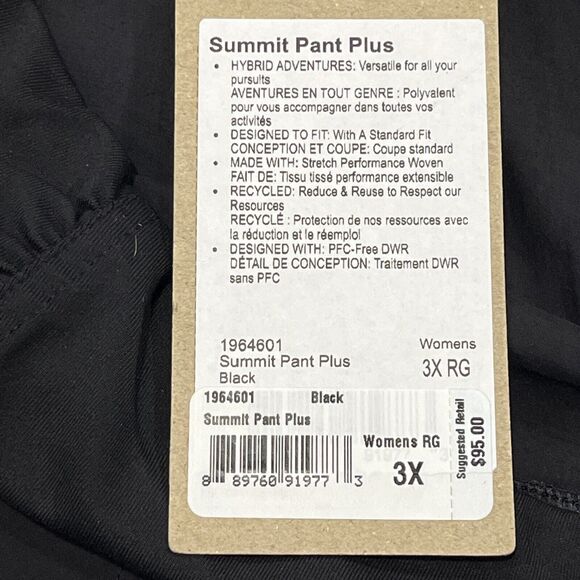 Summit Pant Plus
• HYBRID ADVENTURES: Versatile for all your
pursuits
AVENTURES EN TOUT GENRE : Polyvalent
pour vous accompagner dans toutes vos
activités
• DESIGNED TO FIT: With A Standard Fit
CONCEPTION ET COUPE: Coupe standard
• MADE WITH: Stretch Performance Woven
FAIT DE: Tissu tissé performance extensible
• RECYCLED: Reduce & Reuse to Respect our
Resources
RECYCLÉ : Protection de nos ressources avec
la réduction et le réemploi
• DESIGNED WITH: PFC-Free DWR
DÉTAIL DE CONCEPTION: Traitement DWR
sans PFC
1964601 Womens
Summit Pant Plus 3X RG
Black
1964601 Black
Summit Pant Plus
Womens RG
3X
8 89760 91977 3
Suggested Retail
$95.00